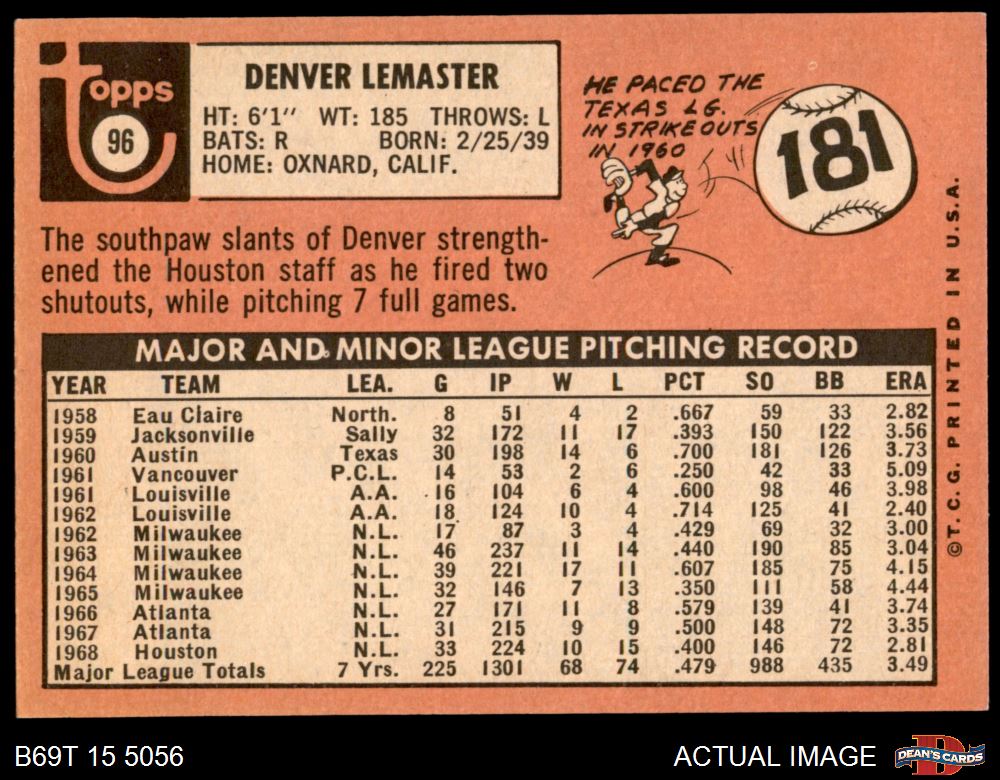 topps
96
DENVER LEMASTER
HT: 6'1" WT: 185 THROWS: L
BATS: R BORN: 2/25/39
HOME: OXNARD, CALIF.
HE PACED THE
TEXAS LG.
IN STRIKEOUTS
IN 1960
181
The southpaw slants of Denver strength-
ened the Houston staff as he fired two
shutouts, while pitching 7 full games.
MAJOR AND MINOR LEAGUE PITCHING RECORD
YEAR TEAM LEA. G IP W L PCT SO BB ERA
1958 Eau Claire North. 8 51 4 2 .667 59 33 2.82
1959 Jacksonville Sally 32 172 11 17 .393 150 122 3.56
1960 Austin Texas 30 198 14 6 .700 181 126 3.73
1961 Vancouver P.C.L. 14 53 2 6 .250 42 33 5.09
1961 Louisville A.A. 16 104 6 4 .600 98 46 3.98
1962 Louisville A.A. 18 124 10 4 .714 125 41 2.40
1962 Milwaukee N.L. 17 87 3 4 .429 69 32 3.00
1963 Milwaukee N.L. 46 237 11 14 .440 190 85 3.04
1964 Milwaukee N.L. 39 221 17 11 .607 185 75 4.15
1965 Milwaukee N.L. 32 146 7 13 .350 111 58 4.44
1966 Atlanta N.L. 27 171 11 8 .579 139 41 3.74
1967 Atlanta N.L. 31 215 9 9 .500 148 72 3.35
1968 Houston N.L. 33 224 10 15 .400 146 72 2.81
Major League Totals 7 Yrs. 225 1301 68 74 .479 988 435 3.49
©T.C.G. PRINTED IN U.S.A.
B69T 15 5056
ACTUAL IMAGE
DEAN'S CARDS